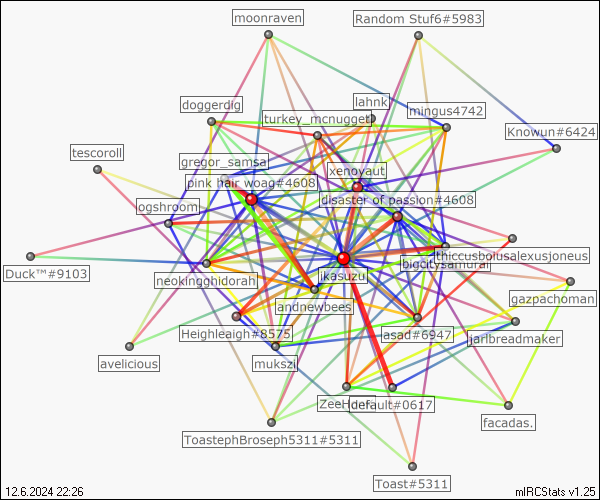 moonraven
Random Stuf6#5983
doggerdig
lahnk
mingus4742
turkey_mcnugget
Knowun#6424
tescoroll
gregor_samsa
xenoyaut
pink hair woag#4608
disaster of passion#4608
ogshroom
thiccusbolusalexusjoneus
bigcitysamurai
Duck™#9103
neokingghidorah
ikasuzu
gazpachoman
andnewbees
Heighleaigh#8575
asad#6947
jarlbreadmaker
avelicious
mukszi
default#0617
facadas.
ToastephBroseph5311#5311
Toast#5311
12.6.2024 22:26
mIRCStats v1.25